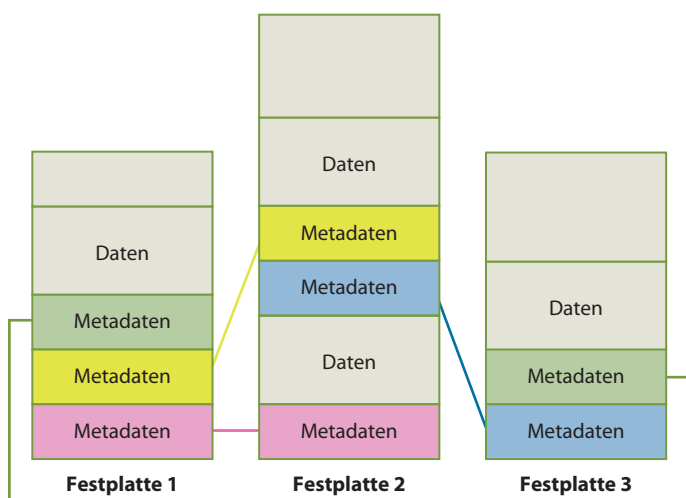 Daten
Metadaten
Metadaten
Metadaten
Festplatte 1
Daten
Metadaten
Metadaten
Daten
Metadaten
Festplatte 2
Daten
Metadaten
Metadaten
Festplatte 3